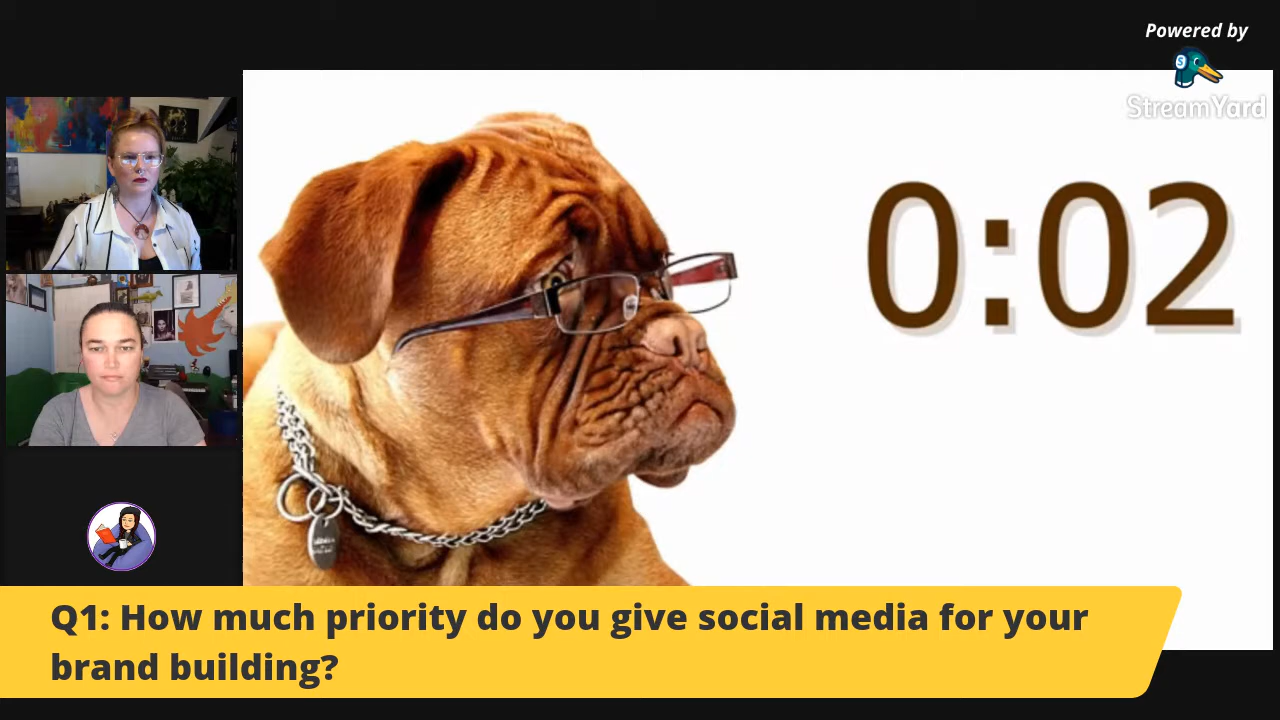 Powered by
StreamYard
0:02
Q1: How much priority do you give social media for your
brand building?